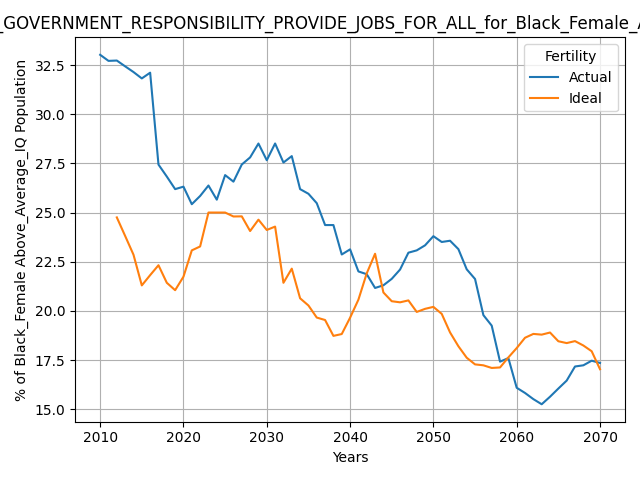 _GOVERNMENT_RESPONSIBILITY_PROVIDE_JOBS_FOR_ALL_for_Black_Female_A
% of Black_Female Above_Average_IQ Population
32.5
30.0
27.5
25.0
22.5
20.0
17.5
15.0
Fertility
Actual
Ideal
2010 2020 2030 2040 2050 2060 2070
Years